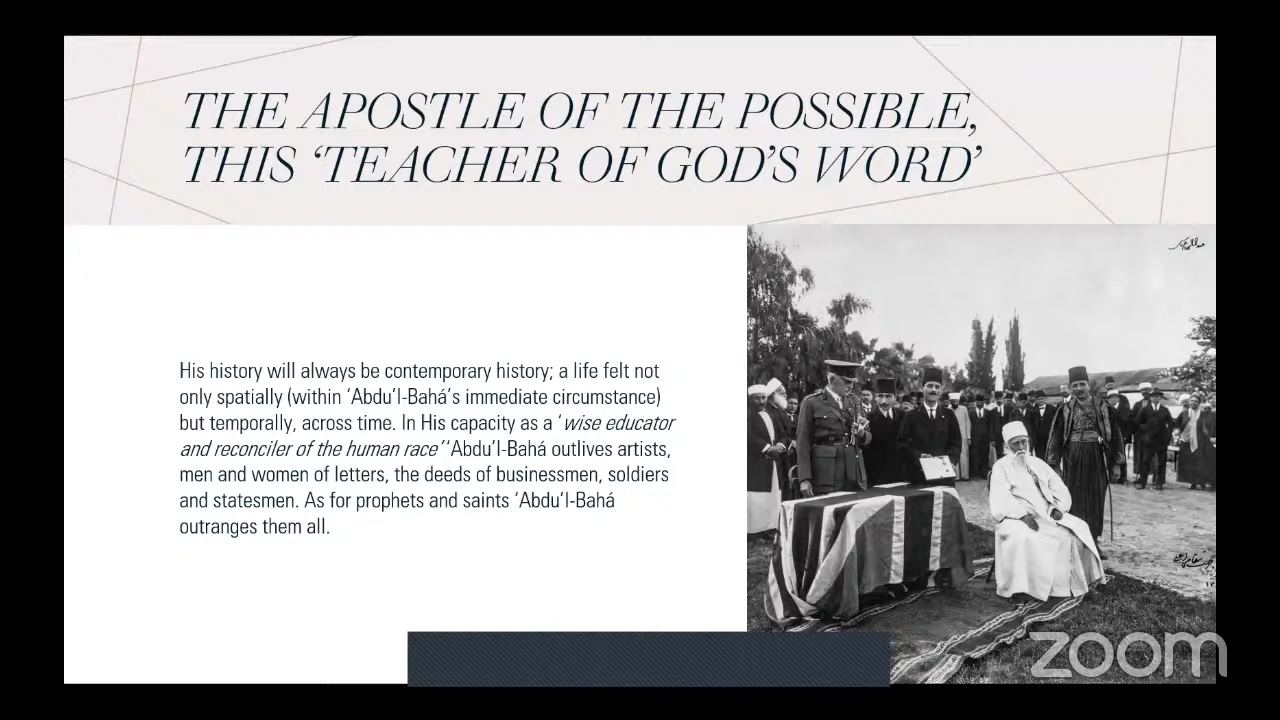 THE APOSTLE OF THE POSSIBLE,
THIS ‘TEACHER OF GOD’S WORD’
His history will always be contemporary history; a life felt not
only spatially (within ‘Abdu’l-Bahá’s immediate circumstance)
but temporally, across time. In His capacity as a ‘wise educator
and reconciler of the human race’ ‘Abdu’l-Bahá outlives artists,
men and women of letters, the deeds of businessmen, soldiers
and statesmen. As for prophets and saints ‘Abdu’l-Bahá
outranges them all.
zoom